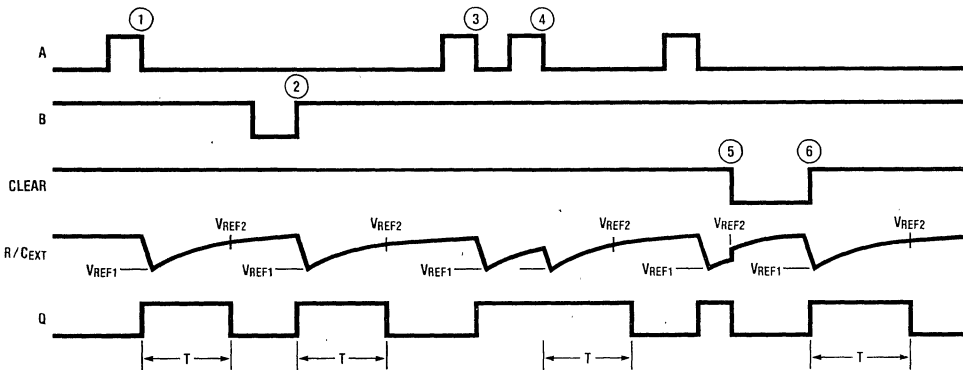 1 3 4
A
2
B
5 6
CLEAR
VREF2 VREF2 VREF2 VREF2 VREF2
R/CEXT
VREF1 VREF1 VREF1 VREF1 VREF1
Q
T T T T